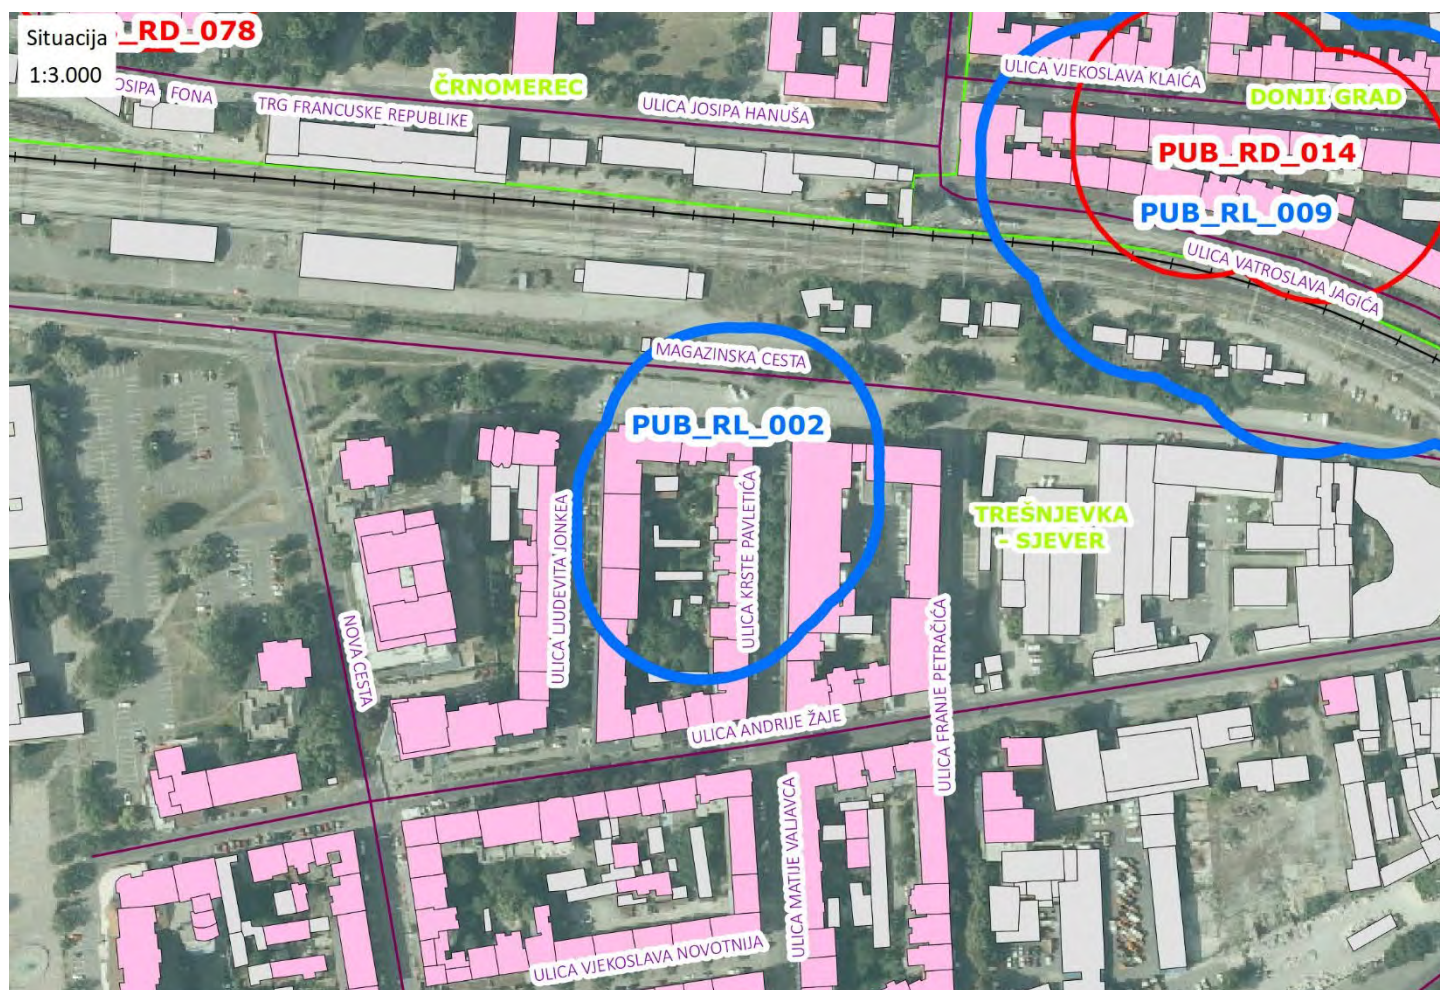 Situacija
1:3.000
_RD_078
OSIPA FONA
TRG FRANCUSKE REPUBLIKE
ČRNOMEREC
ULICA JOSIPA HANUŠA
ULICA VJEKOSLAVA KLAIĆA
DONJI GRAD
PUB_RD_014
PUB_RL_009
ULICA VATROSLAVA JAGIĆA
MAGAZINSKA CESTA
PUB_RL_002
TREŠNJEVKA
- SJEVER
ULICA LJUDEVITA JONKEA
ULICA KRSTE PAVLETIĆA
NOVA CESTA
ULICA FRANJE PETRAČIĆA
ULICA ANDRIJE ŽAJE
ULICA MATIJE VALJAVCA
ULICA VJEKOSLAVA NOVOTNIJA